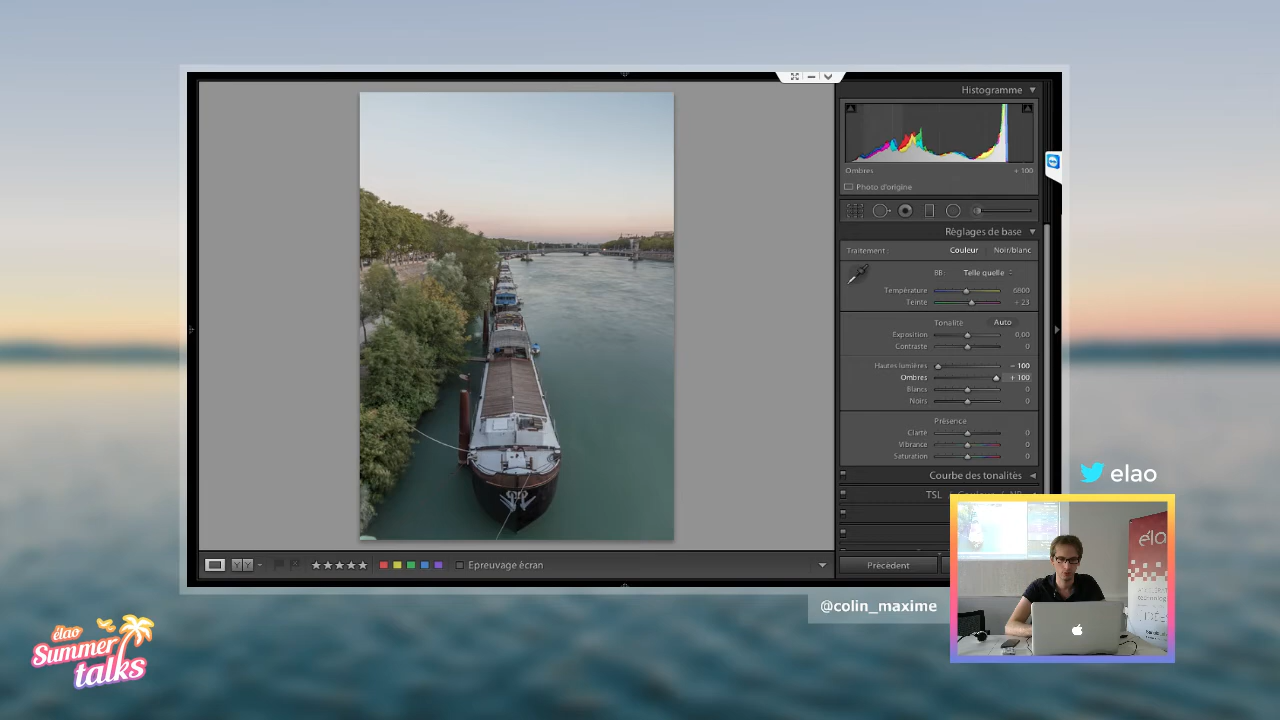 Histogramme
Ombres + 100
Photo d'origine
Réglages de base
Traitement : Couleur Noir/blanc
BB : Telle quelle
Température 6800
Teinte + 23
Tonalité Auto
Exposition 0,00
Contraste 0
Hautes lumières - 100
Ombres + 100
Blancs 0
Noirs 0
Présence
Clarté 0
Vibrance 0
Saturation 0
Courbe des tonalités
TSL
Y Y
Epreuvage écran
Précédent
elao
@colin_maxime
élao
Summer
talks
éla